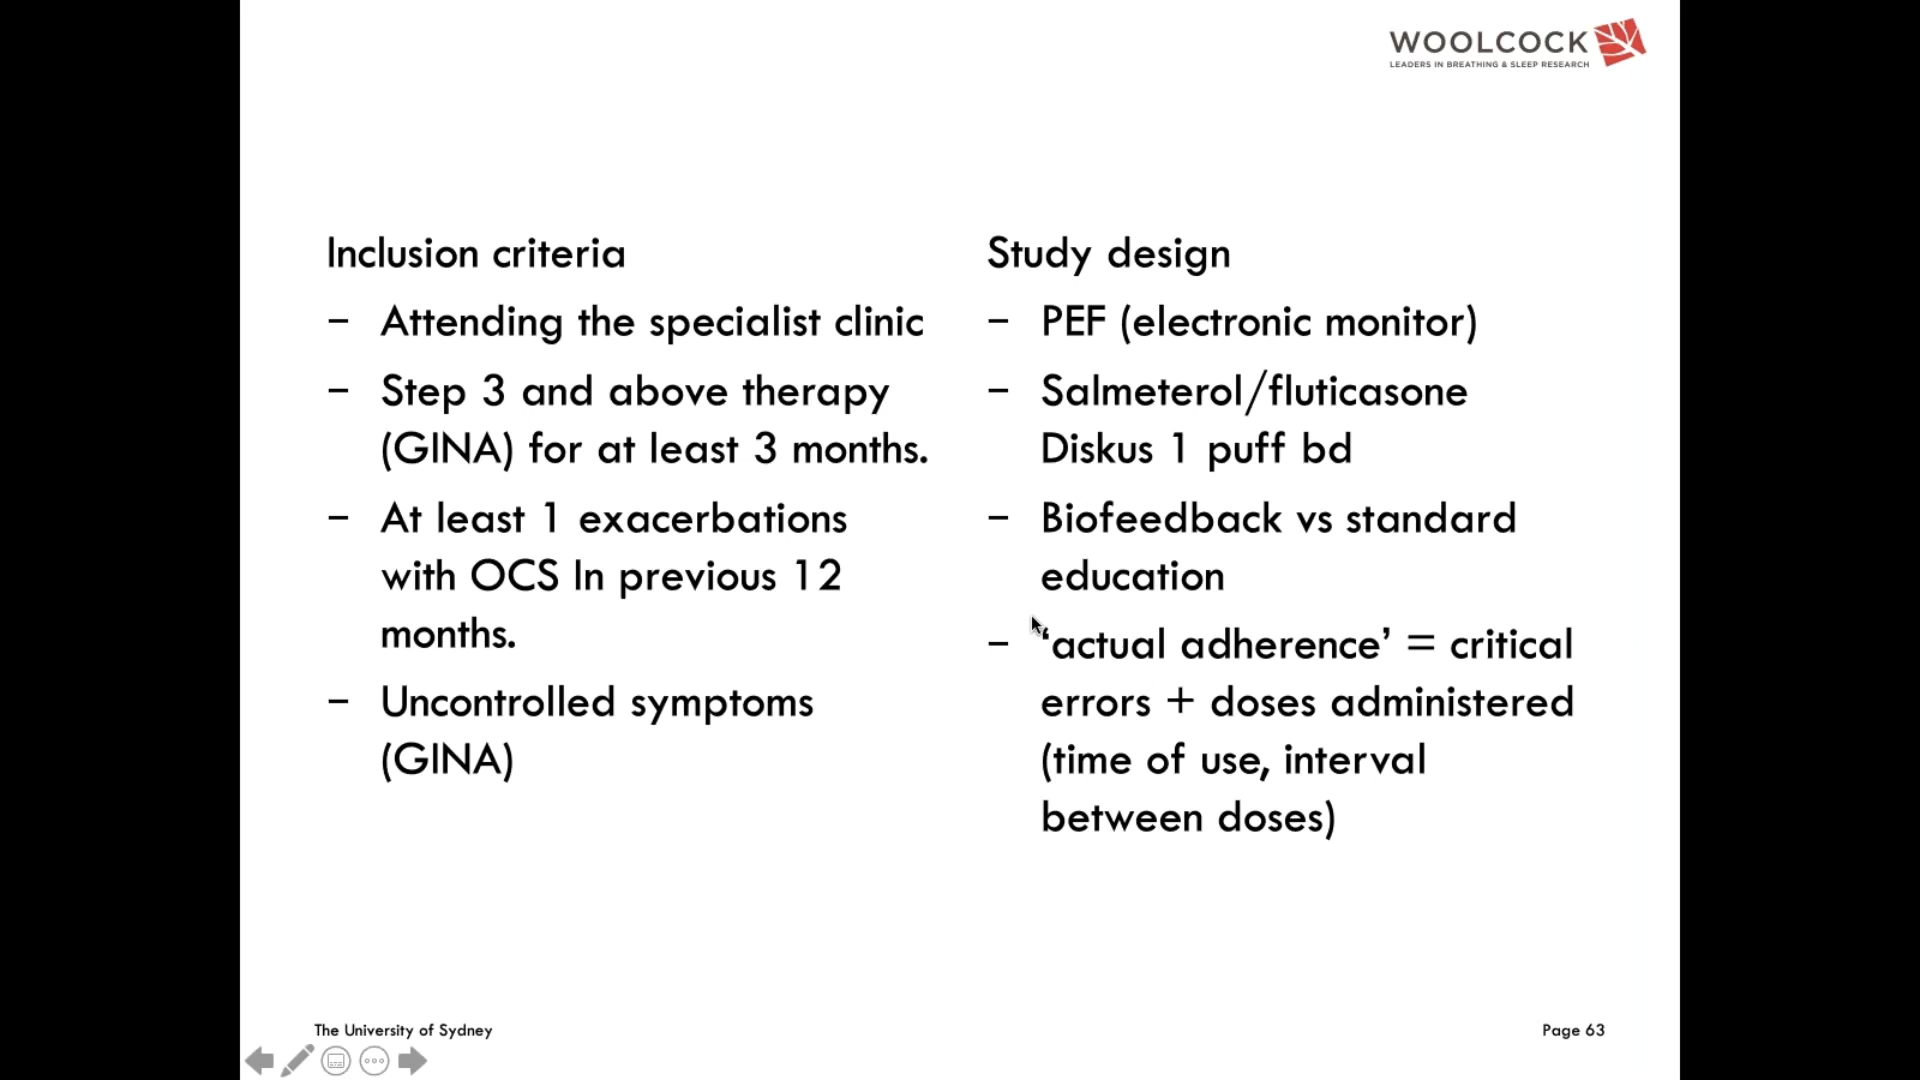 WOOLCOCK
LEADERS IN BREATHING & SLEEP RESEARCH
Inclusion criteria
– Attending the specialist clinic
– Step 3 and above therapy
(GINA) for at least 3 months.
– At least 1 exacerbations
with OCS In previous 12
months.
– Uncontrolled symptoms
(GINA)
Study design
– PEF (electronic monitor)
– Salmeterol/fluticasone
Diskus 1 puff bd
– Biofeedback vs standard
education
– ‘actual adherence’ = critical
errors + doses administered
(time of use, interval
between doses)
The University of Sydney
Page 63